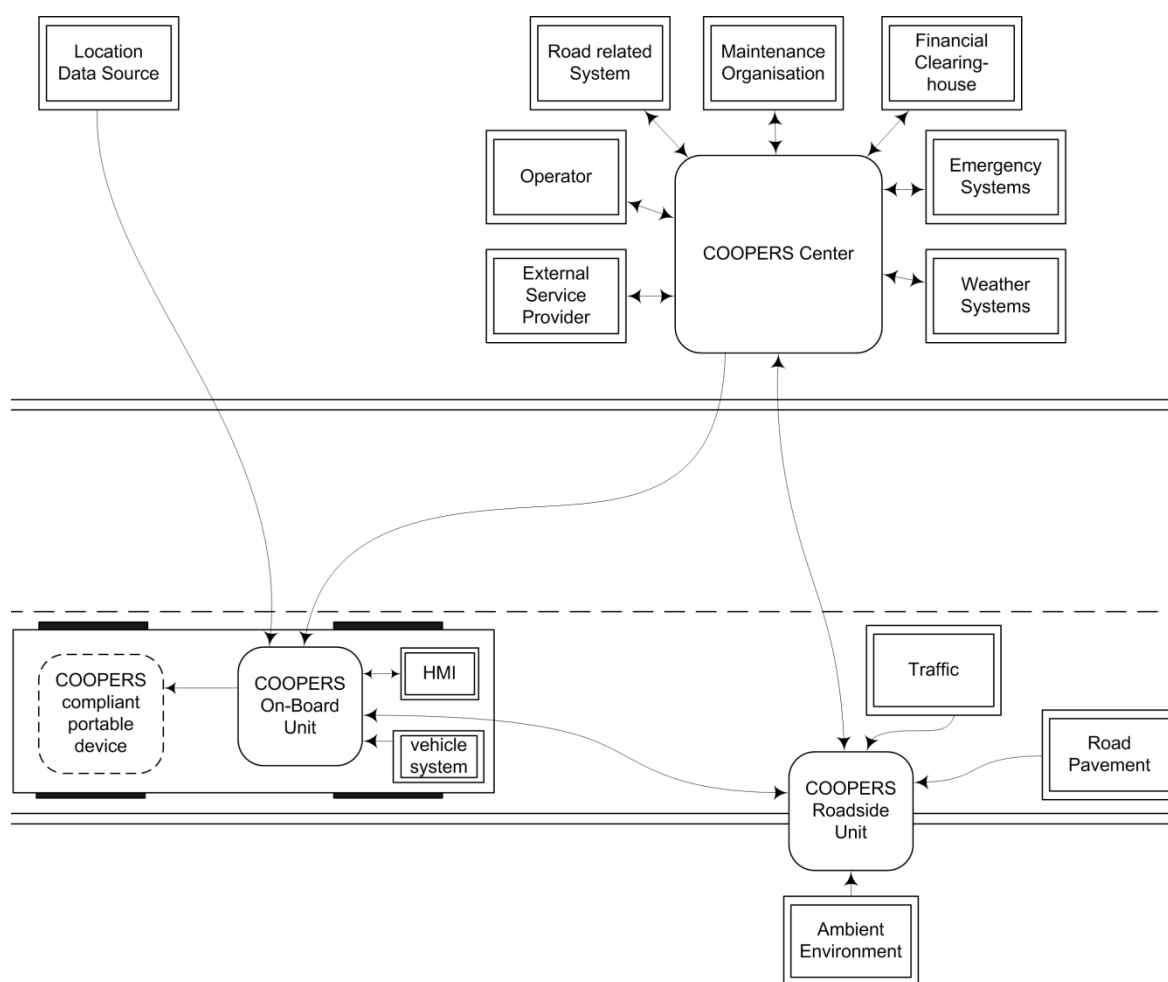 Location
Data Source
Road related
System
Maintenance
Organisation
Financial
Clearing-
house
Operator
Emergency
Systems
COOPERS Center
External
Service
Provider
Weather
Systems
COOPERS
compliant
portable
device
COOPERS
On-Board
Unit
HMI
vehicle
system
Traffic
Road
Pavement
COOPERS
Roadside
Unit
Ambient
Environment